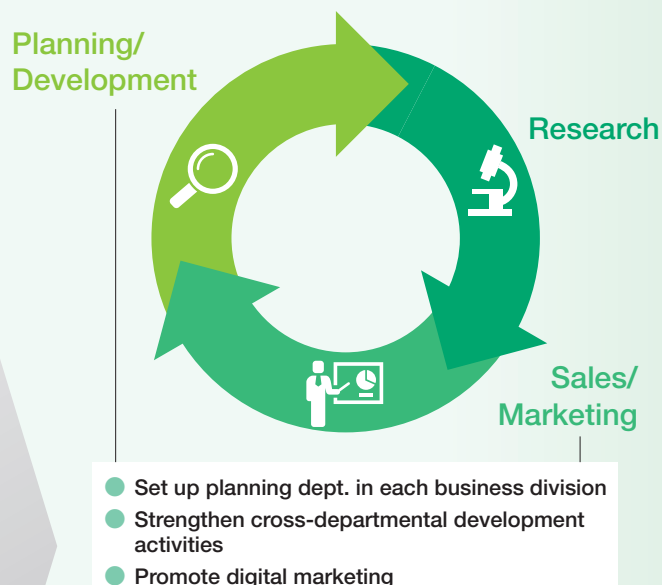 Planning/
Development
Research
Sales/
Marketing
Set up planning dept. in each business division
Strengthen cross-departmental development
activities
Promote digital marketing